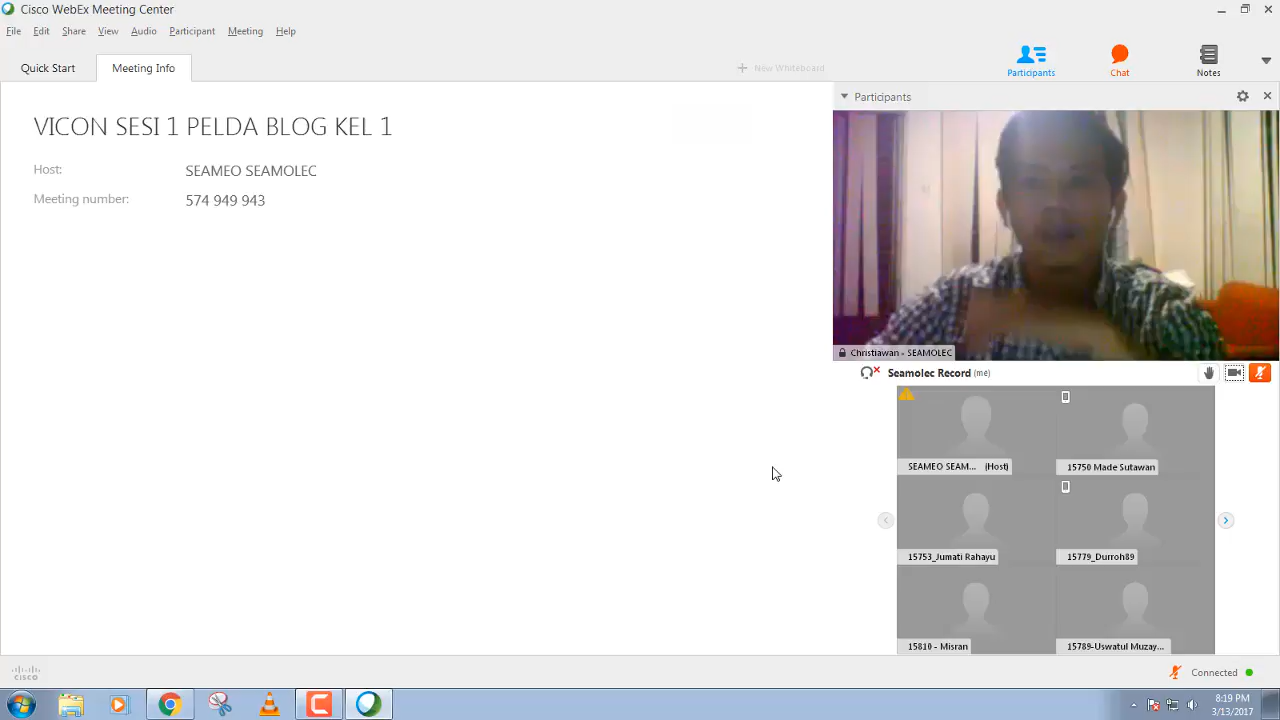 Cisco WebEx Meeting Center
File Edit Share View Audio Participant Meeting Help
Quick Start
Meeting Info
New Whiteboard
Participants
Chat
Notes
Participants
VICON SESI 1 PELDA BLOG KEL 1
Host: SEAMEO SEAMOLEC
Meeting number: 574 949 943
Christiawan - SEAMOLEC
Seamolec Record (me)
SEAMEO SEAM... (Host)
15750 Made Sutawan
15753_Jumati Rahayu
15779_Durroh89
15810 - Misran
15789-Uswatul Muzay...
cisco
Connected
8:19 PM
3/13/2017